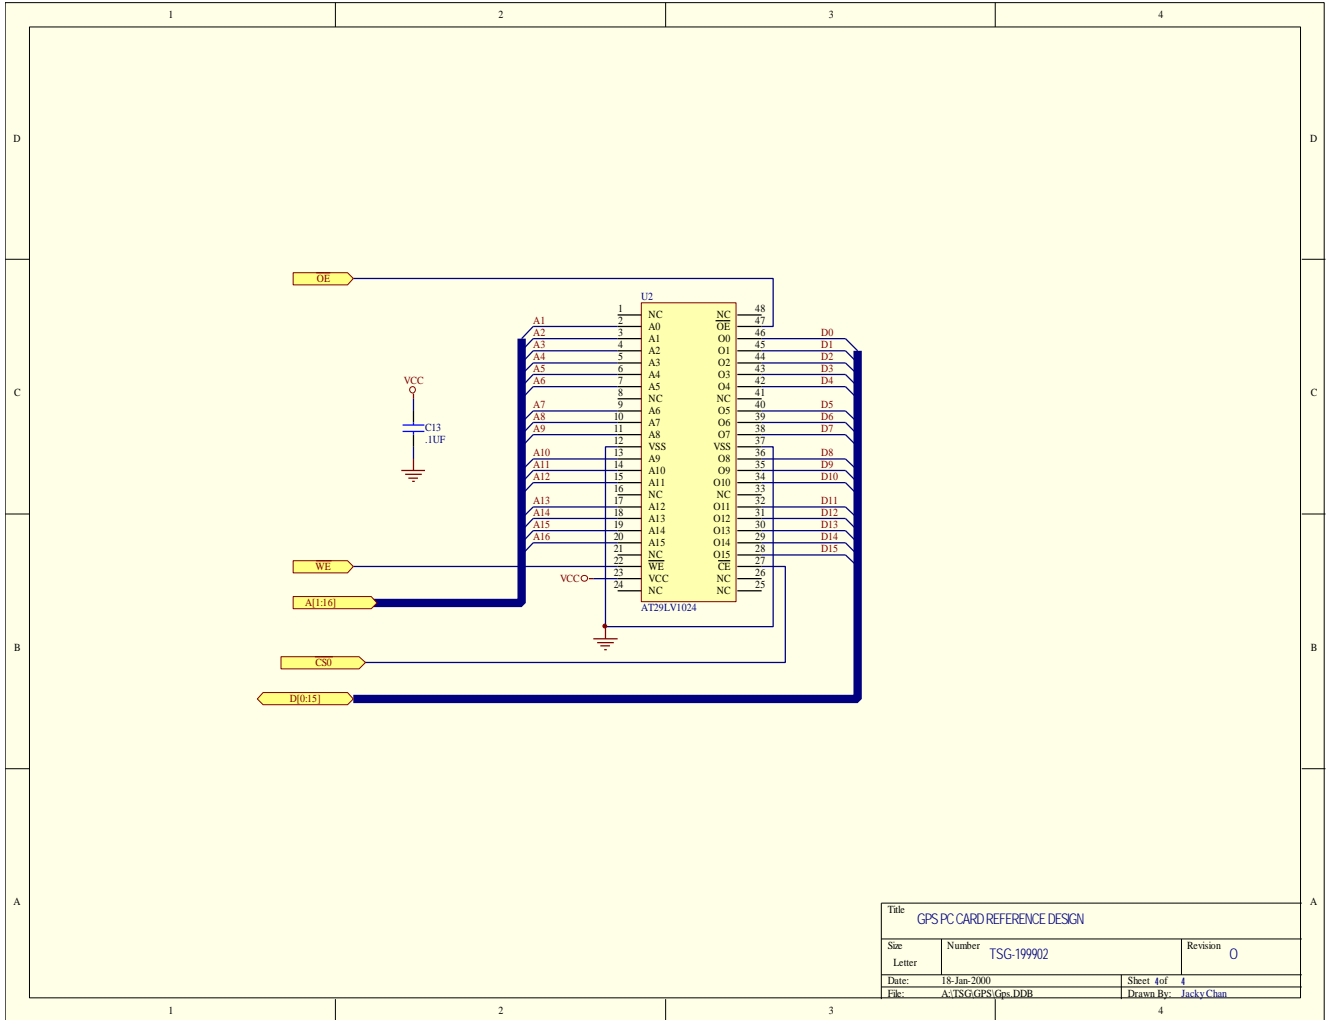 1 2 3 4
D D
OE
U2
1 NC NC 48
A1 2 A0 OE 47
A2 3 A1 O0 46 D0
A3 4 A2 O1 45 D1
A4 5 A3 O2 44 D2
A5 6 A4 O3 43 D3
A6 7 A5 O4 42 D4
8 NC NC 41
A7 9 A6 O5 40 D5
A8 10 A7 O6 39 D6
A9 11 A8 O7 38 D7
12 VSS VSS 37
A10 13 A9 O8 36 D8
A11 14 A10 O9 35 D9
A12 15 A11 O10 34 D10
16 NC NC 33
A13 17 A12 O11 32 D11
A14 18 A13 O12 31 D12
A15 19 A14 O13 30 D13
A16 20 A15 O14 29 D14
21 NC O15 28 D15
22 WE CE 27
VCC 23 VCC NC 26
24 NC NC 25
AT29LV1024
C C
VCC
C13
.1UF
WE
A[1:16]
B B
CS0
D[0:15]
A A
Title
GPS PC CARD REFERENCE DESIGN
Size Number Revision
Letter TSG-199902 O
Date: 18-Jan-2000 Sheet 4 of 4
File: A:\TSG\GPS\Gps.DDB Drawn By: Jacky Chan
1 2 3 4